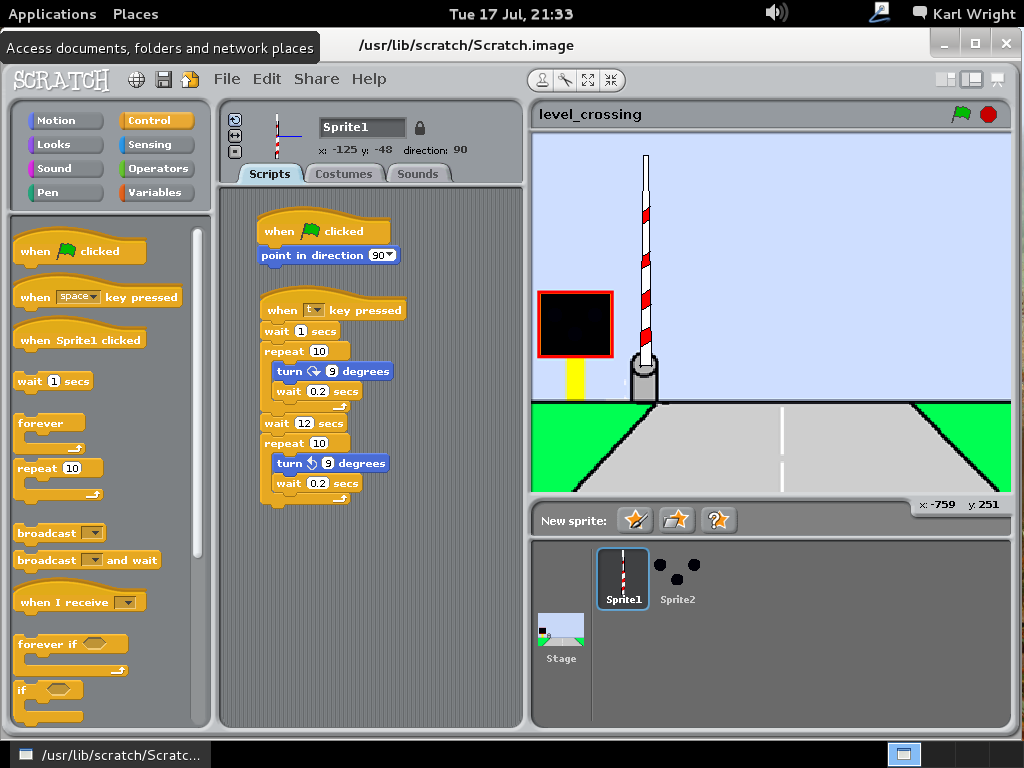 Applications Places Tue 17 Jul, 21:33 Karl Wright
Access documents, folders and network places /usr/lib/scratch/Scratch.image
SCRATCH File Edit Share Help
Motion Control
Looks Sensing
Sound Operators
Pen Variables
Sprite1
x: -125 y: -48 direction: 90
Scripts Costumes Sounds
level_crossing
when clicked
when space key pressed
when Sprite1 clicked
wait 1 secs
forever
repeat 10
broadcast
broadcast and wait
when I receive
forever if
if
when clicked
point in direction 90
when t key pressed
wait 1 secs
repeat 10
turn 9 degrees
wait 0.2 secs
wait 12 secs
repeat 10
turn 9 degrees
wait 0.2 secs
x: -759 y: 251
New sprite:
Sprite1 Sprite2
Stage
/usr/lib/scratch/Scratc...